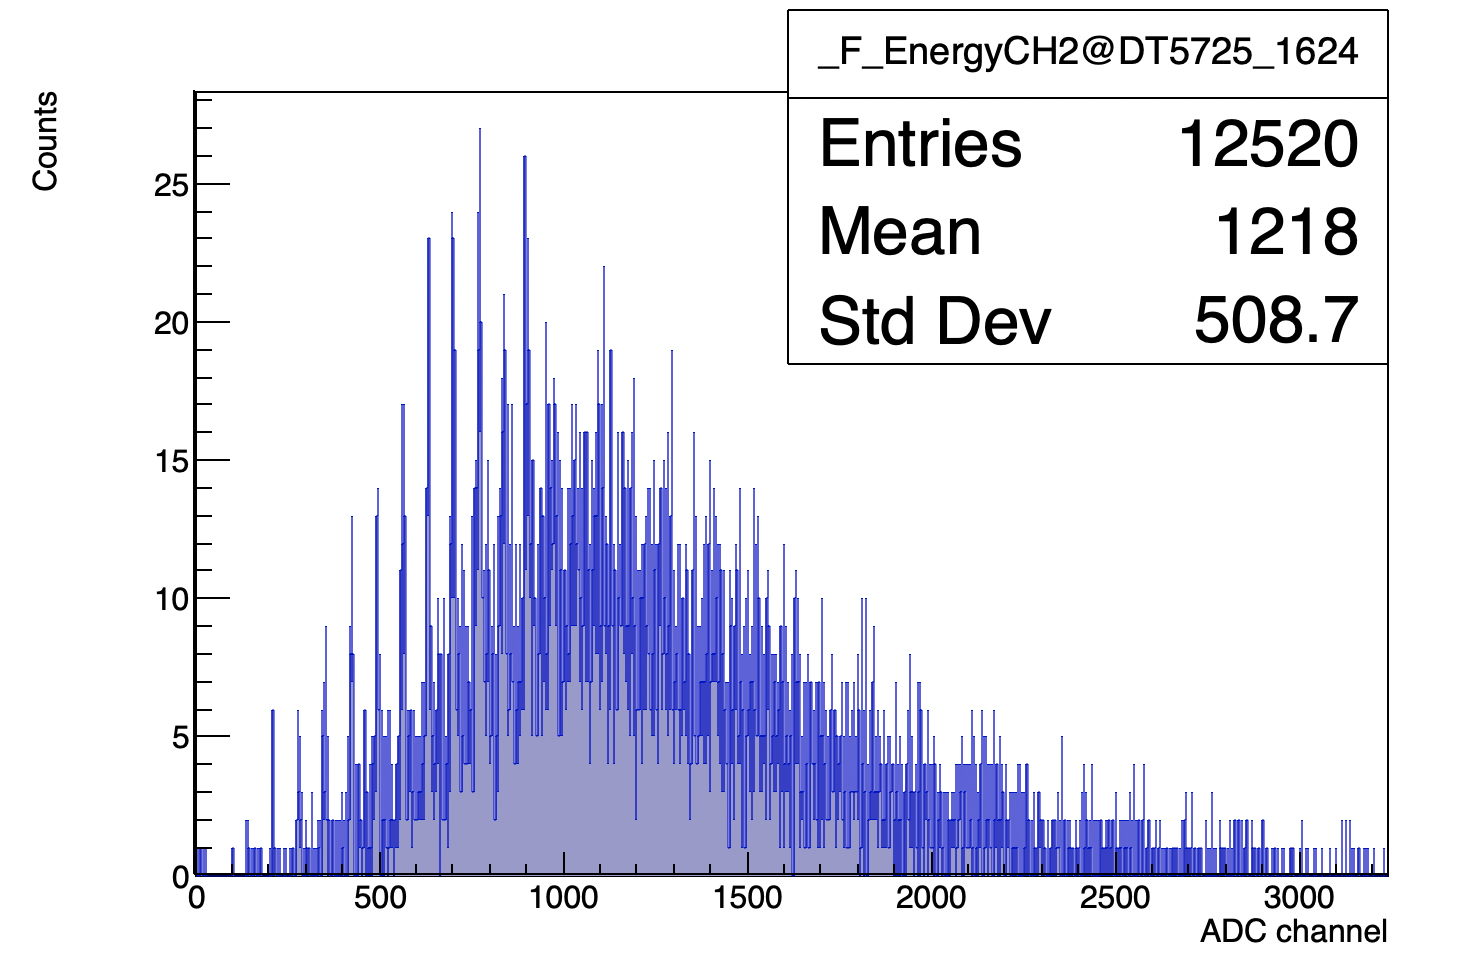 _F_EnergyCH2@DT5725_1624
Entries 12520
Mean 1218
Std Dev 508.7
Counts
25
20
15
10
5
0
0 500 1000 1500 2000 2500 3000
ADC channel